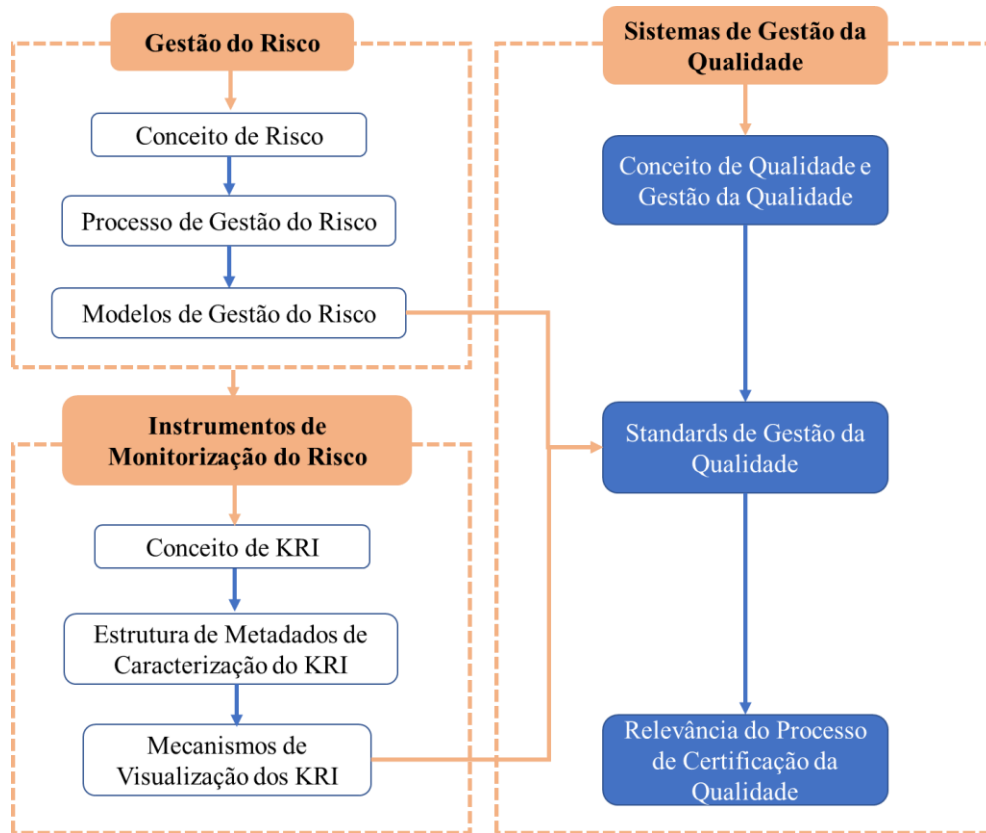 Gestão do Risco
Conceito de Risco
Processo de Gestão do Risco
Modelos de Gestão do Risco
Instrumentos de
Monitorização do Risco
Conceito de KRI
Estrutura de Metadados de
Caracterização do KRI
Mecanismos de
Visualização dos KRI
Sistemas de Gestão da
Qualidade
Conceito de Qualidade e
Gestão da Qualidade
Standards de Gestão da
Qualidade
Relevância do Processo
de Certificação da
Qualidade